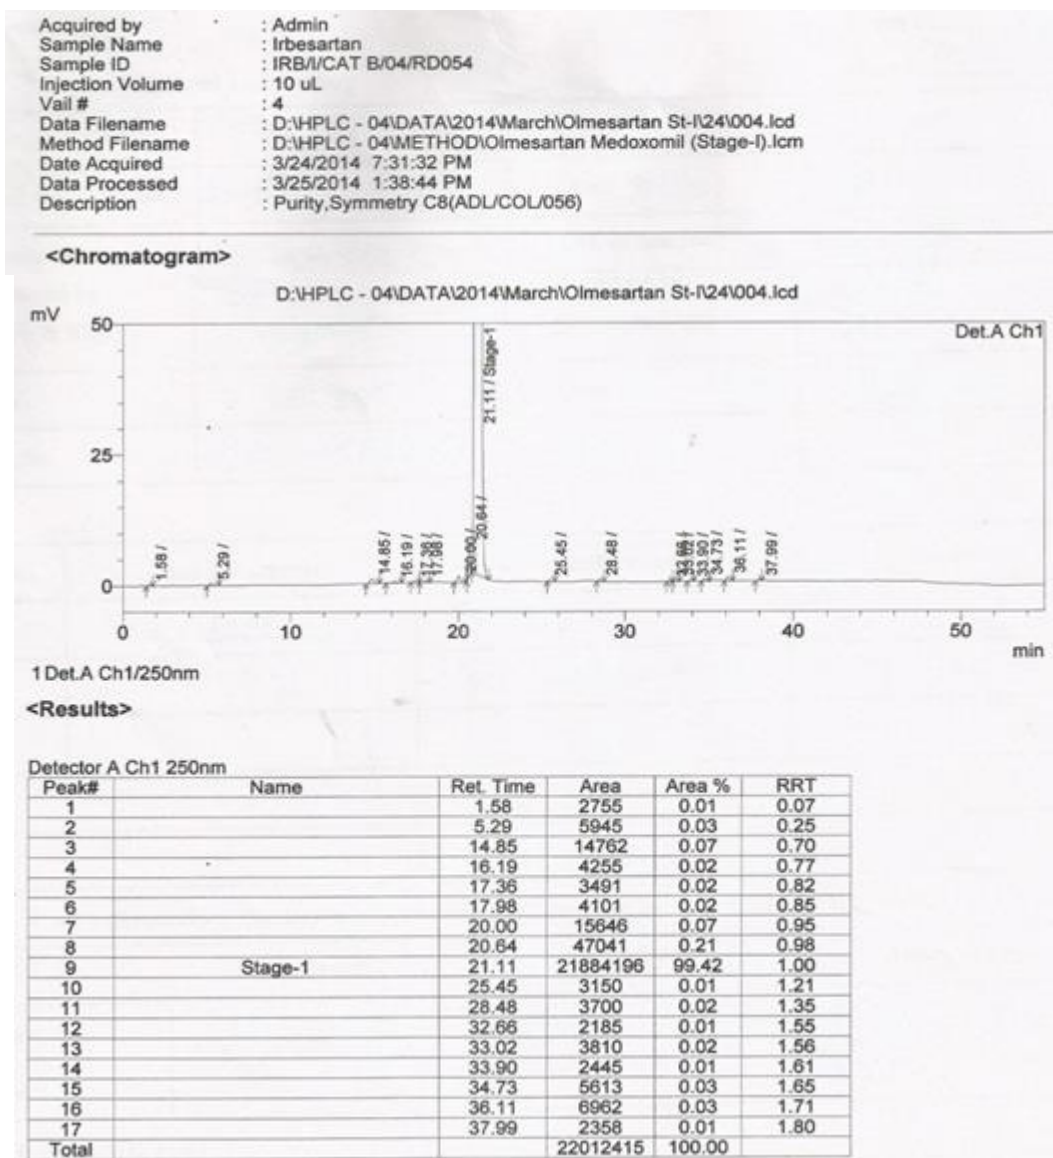 Acquired by : Admin
Sample Name : Irbesartan
Sample ID : IRB/I/CAT B/04/RD054
Injection Volume : 10 uL
Vail # : 4
Data Filename : D:\HPLC - 04\DATA\2014\March\Olmesartan St-I\24\004.lcd
Method Filename : D:\HPLC - 04\METHOD\Olmesartan Medoxomil (Stage-I).lcm
Date Acquired : 3/24/2014 7:31:32 PM
Data Processed : 3/25/2014 1:38:44 PM
Description : Purity,Symmetry C8(ADL/COL/056)
<Chromatogram>
D:\HPLC - 04\DATA\2014\March\Olmesartan St-I\24\004.lcd
mV
50
Det.A Ch1
25
0
1.58 /
5.29 /
14.85 /
16.19 /
17.36 /
17.98 /
20.00 /
20.64 /
21.11 / Stage-1
25.45 /
28.48 /
33.02 /
33.90 /
34.73 /
36.11 /
37.99 /
0 10 20 30 40 50
min
1 Det.A Ch1/250nm
<Results>
Detector A Ch1 250nm
Peak# Name Ret. Time Area Area % RRT
1 1.58 2755 0.01 0.07
2 5.29 5945 0.03 0.25
3 14.85 14762 0.07 0.70
4 16.19 4255 0.02 0.77
5 17.36 3491 0.02 0.82
6 17.98 4101 0.02 0.85
7 20.00 15646 0.07 0.95
8 20.64 47041 0.21 0.98
9 Stage-1 21.11 21884196 99.42 1.00
10 25.45 3150 0.01 1.21
11 28.48 3700 0.02 1.35
12 32.66 2185 0.01 1.55
13 33.02 3810 0.02 1.56
14 33.90 2445 0.01 1.61
15 34.73 5613 0.03 1.65
16 36.11 6962 0.03 1.71
17 37.99 2358 0.01 1.80
Total 22012415 100.00